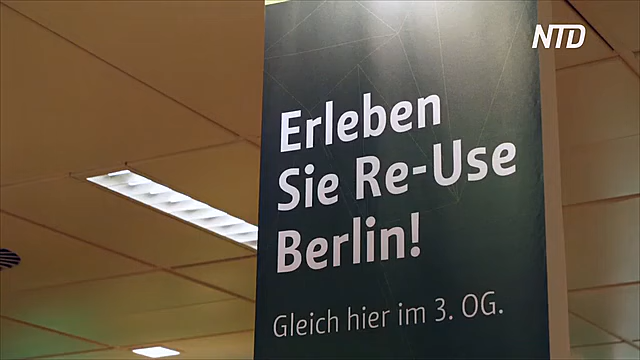 NTD
Erleben
Sie Re-Use
Berlin!
Gleich hier im 3. OG.